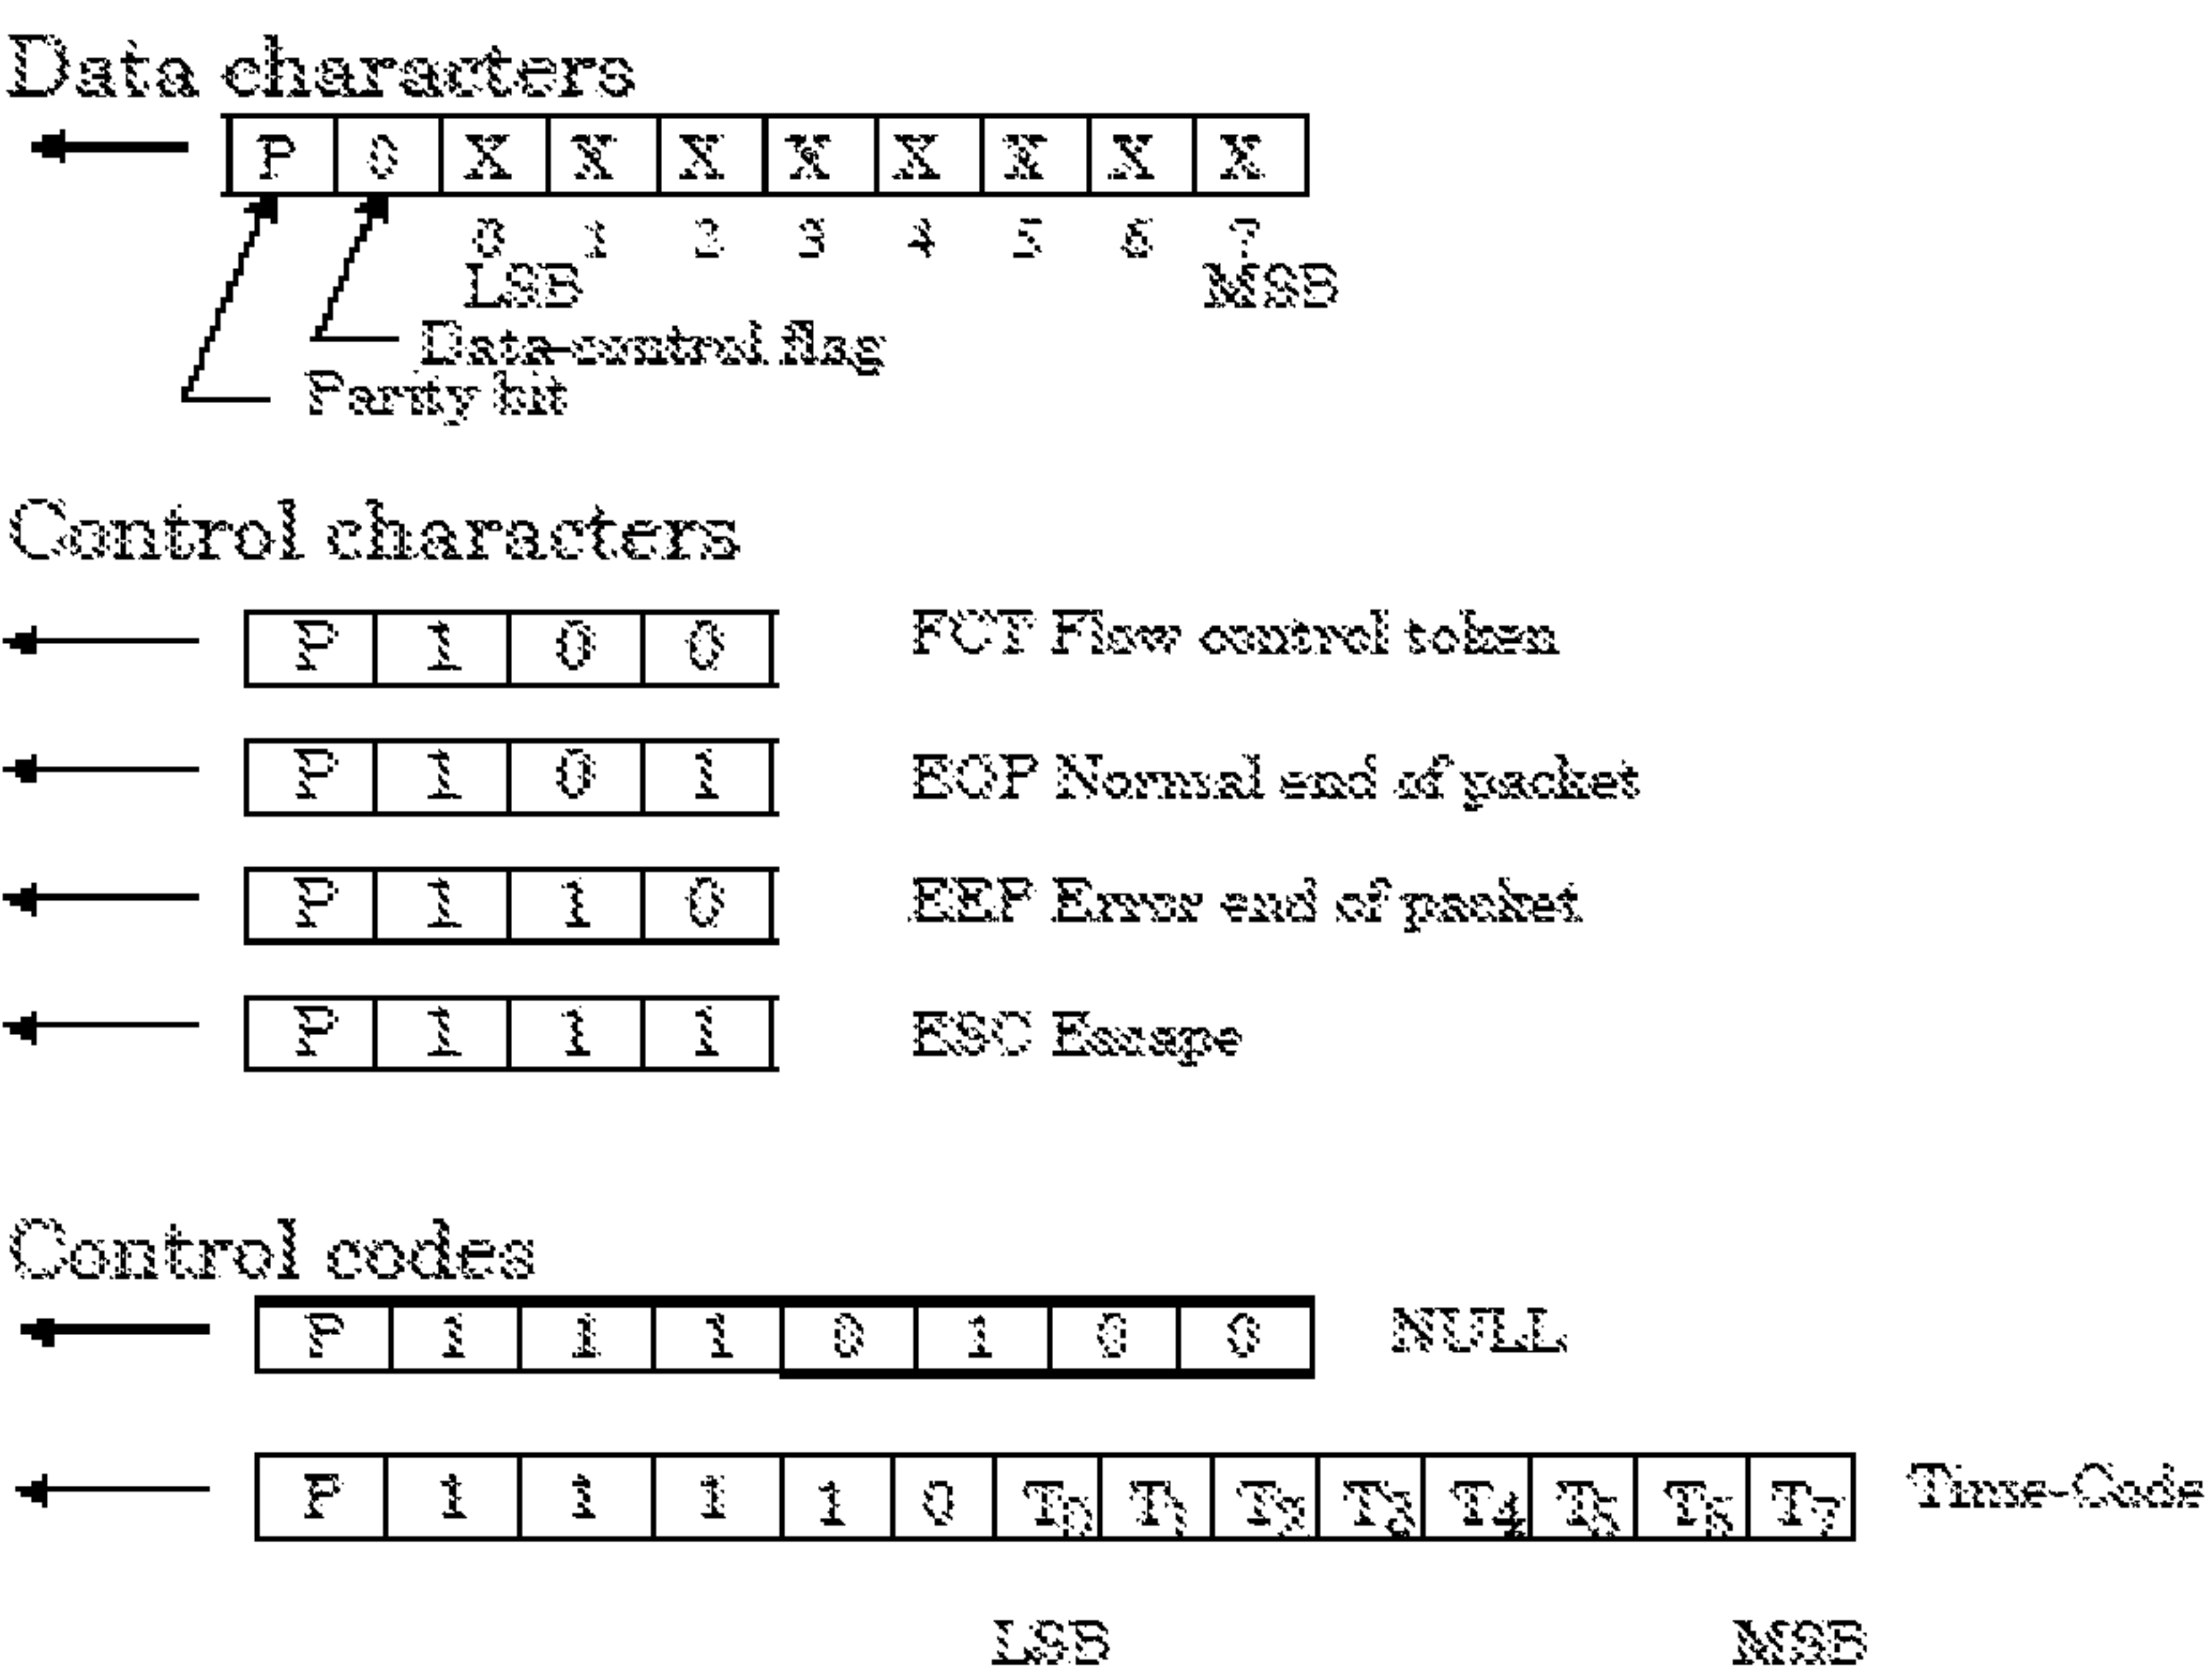 Data characters
P 0 X X X X X X X X
0 1 2 3 4 5 6 7
LSB MSB
Data-control flag
Parity bit
Control characters
P 1 0 0 FCT Flow control token
P 1 0 1 EOP Normal end of packet
P 1 1 0 EEP Error end of packet
P 1 1 1 ESC Escape
Control codes
P 1 1 1 0 1 0 0 NULL
P 1 1 1 1 0 T0 T1 T2 T3 T4 T5 T6 T7 Time-Code
LSB MSB